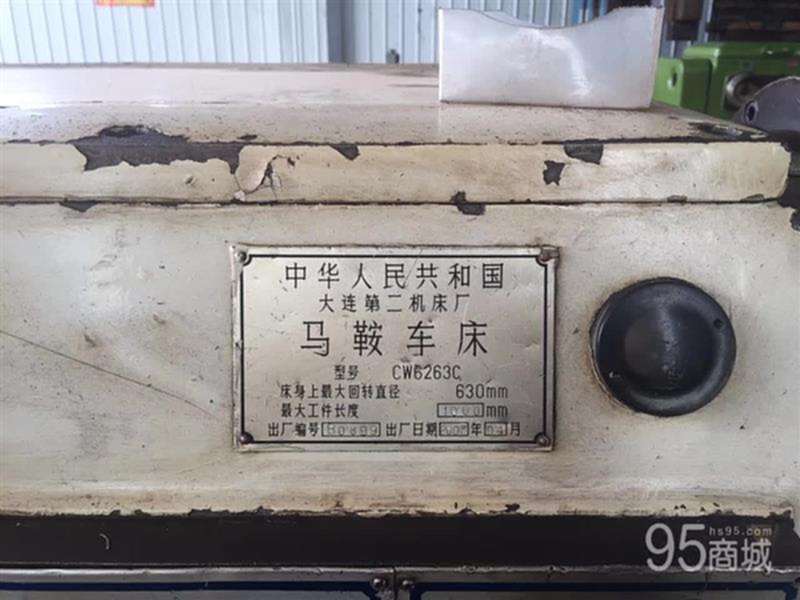 中华人民共和国
大连第二机床厂
马鞍车床
型号 CW6263C
床身上最大回转直径 630mm
最大工件长度 mm
出厂编号 出厂日期 年 月
95商城
hs95.com